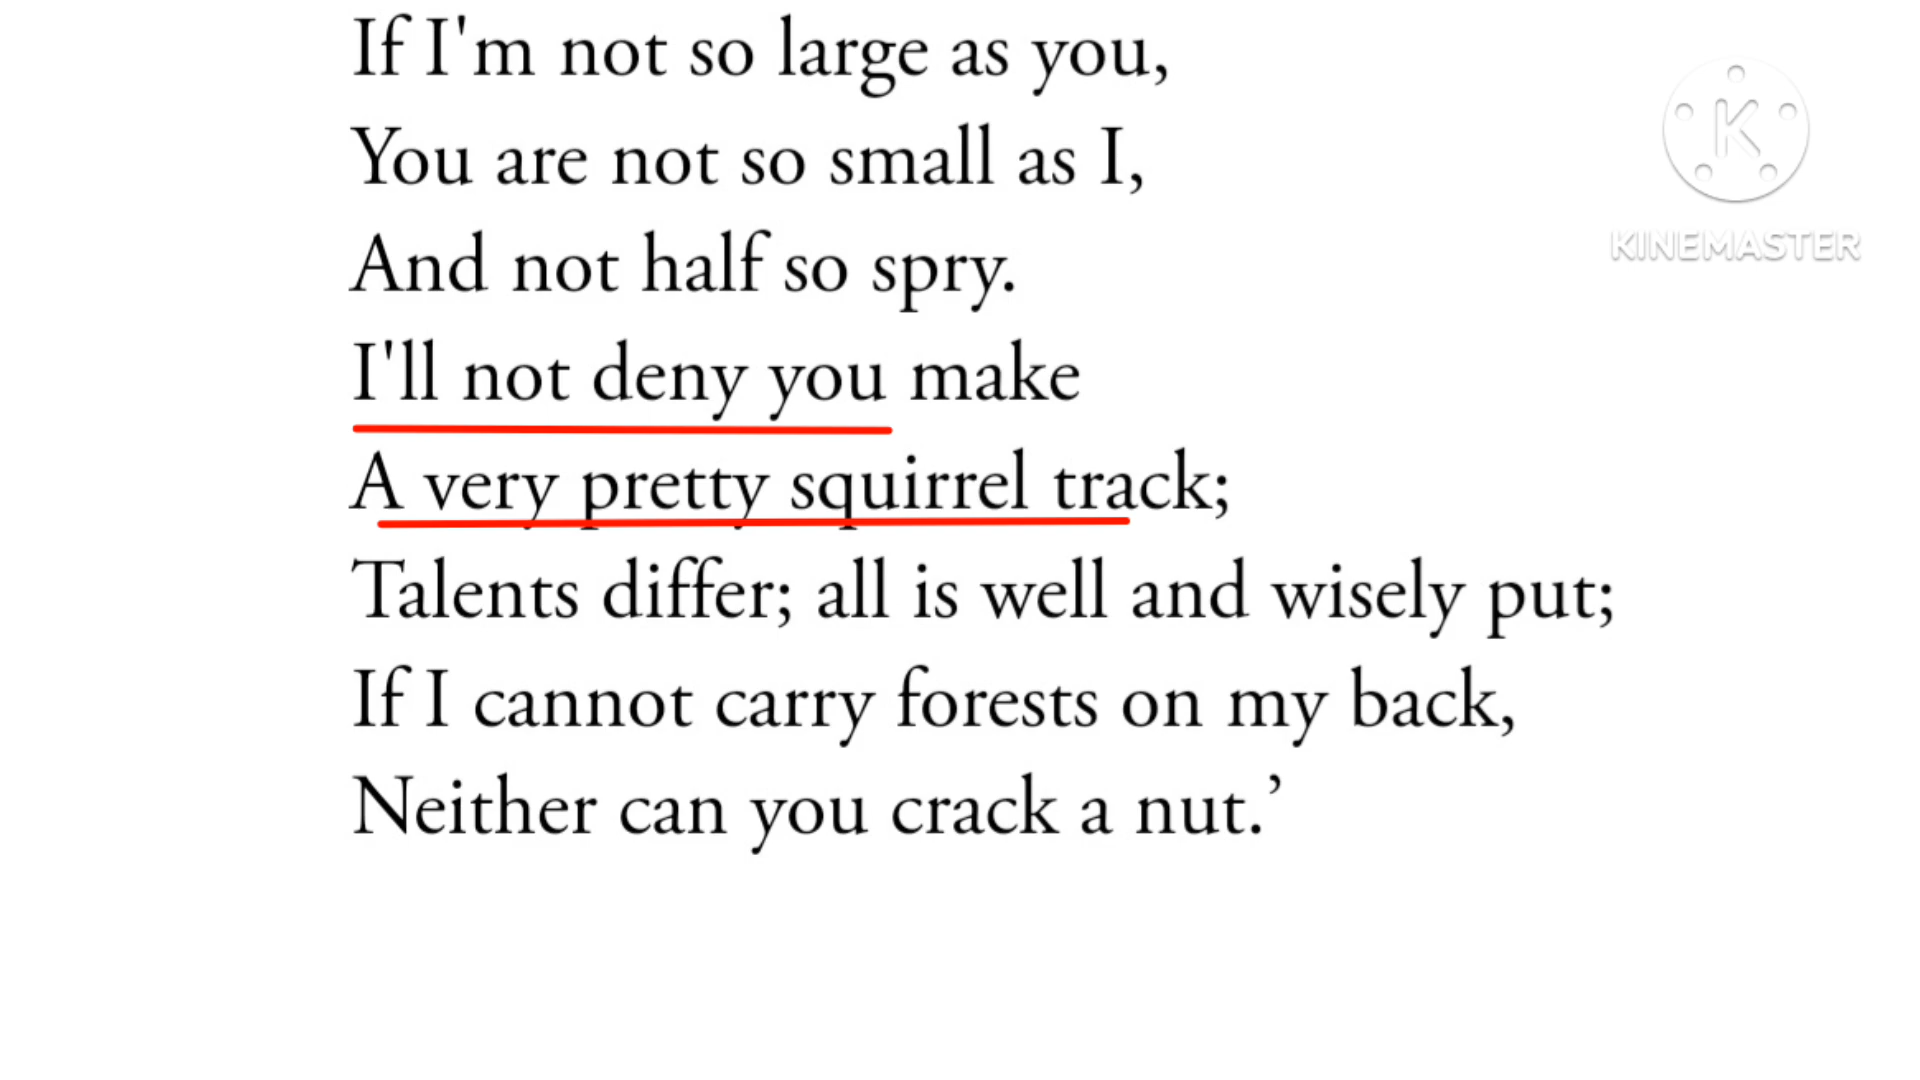 If I'm not so large as you,
You are not so small as I,
And not half so spry.
I'll not deny you make
A very pretty squirrel track;
Talents differ; all is well and wisely put;
If I cannot carry forests on my back,
Neither can you crack a nut.’
K
KINEMASTER